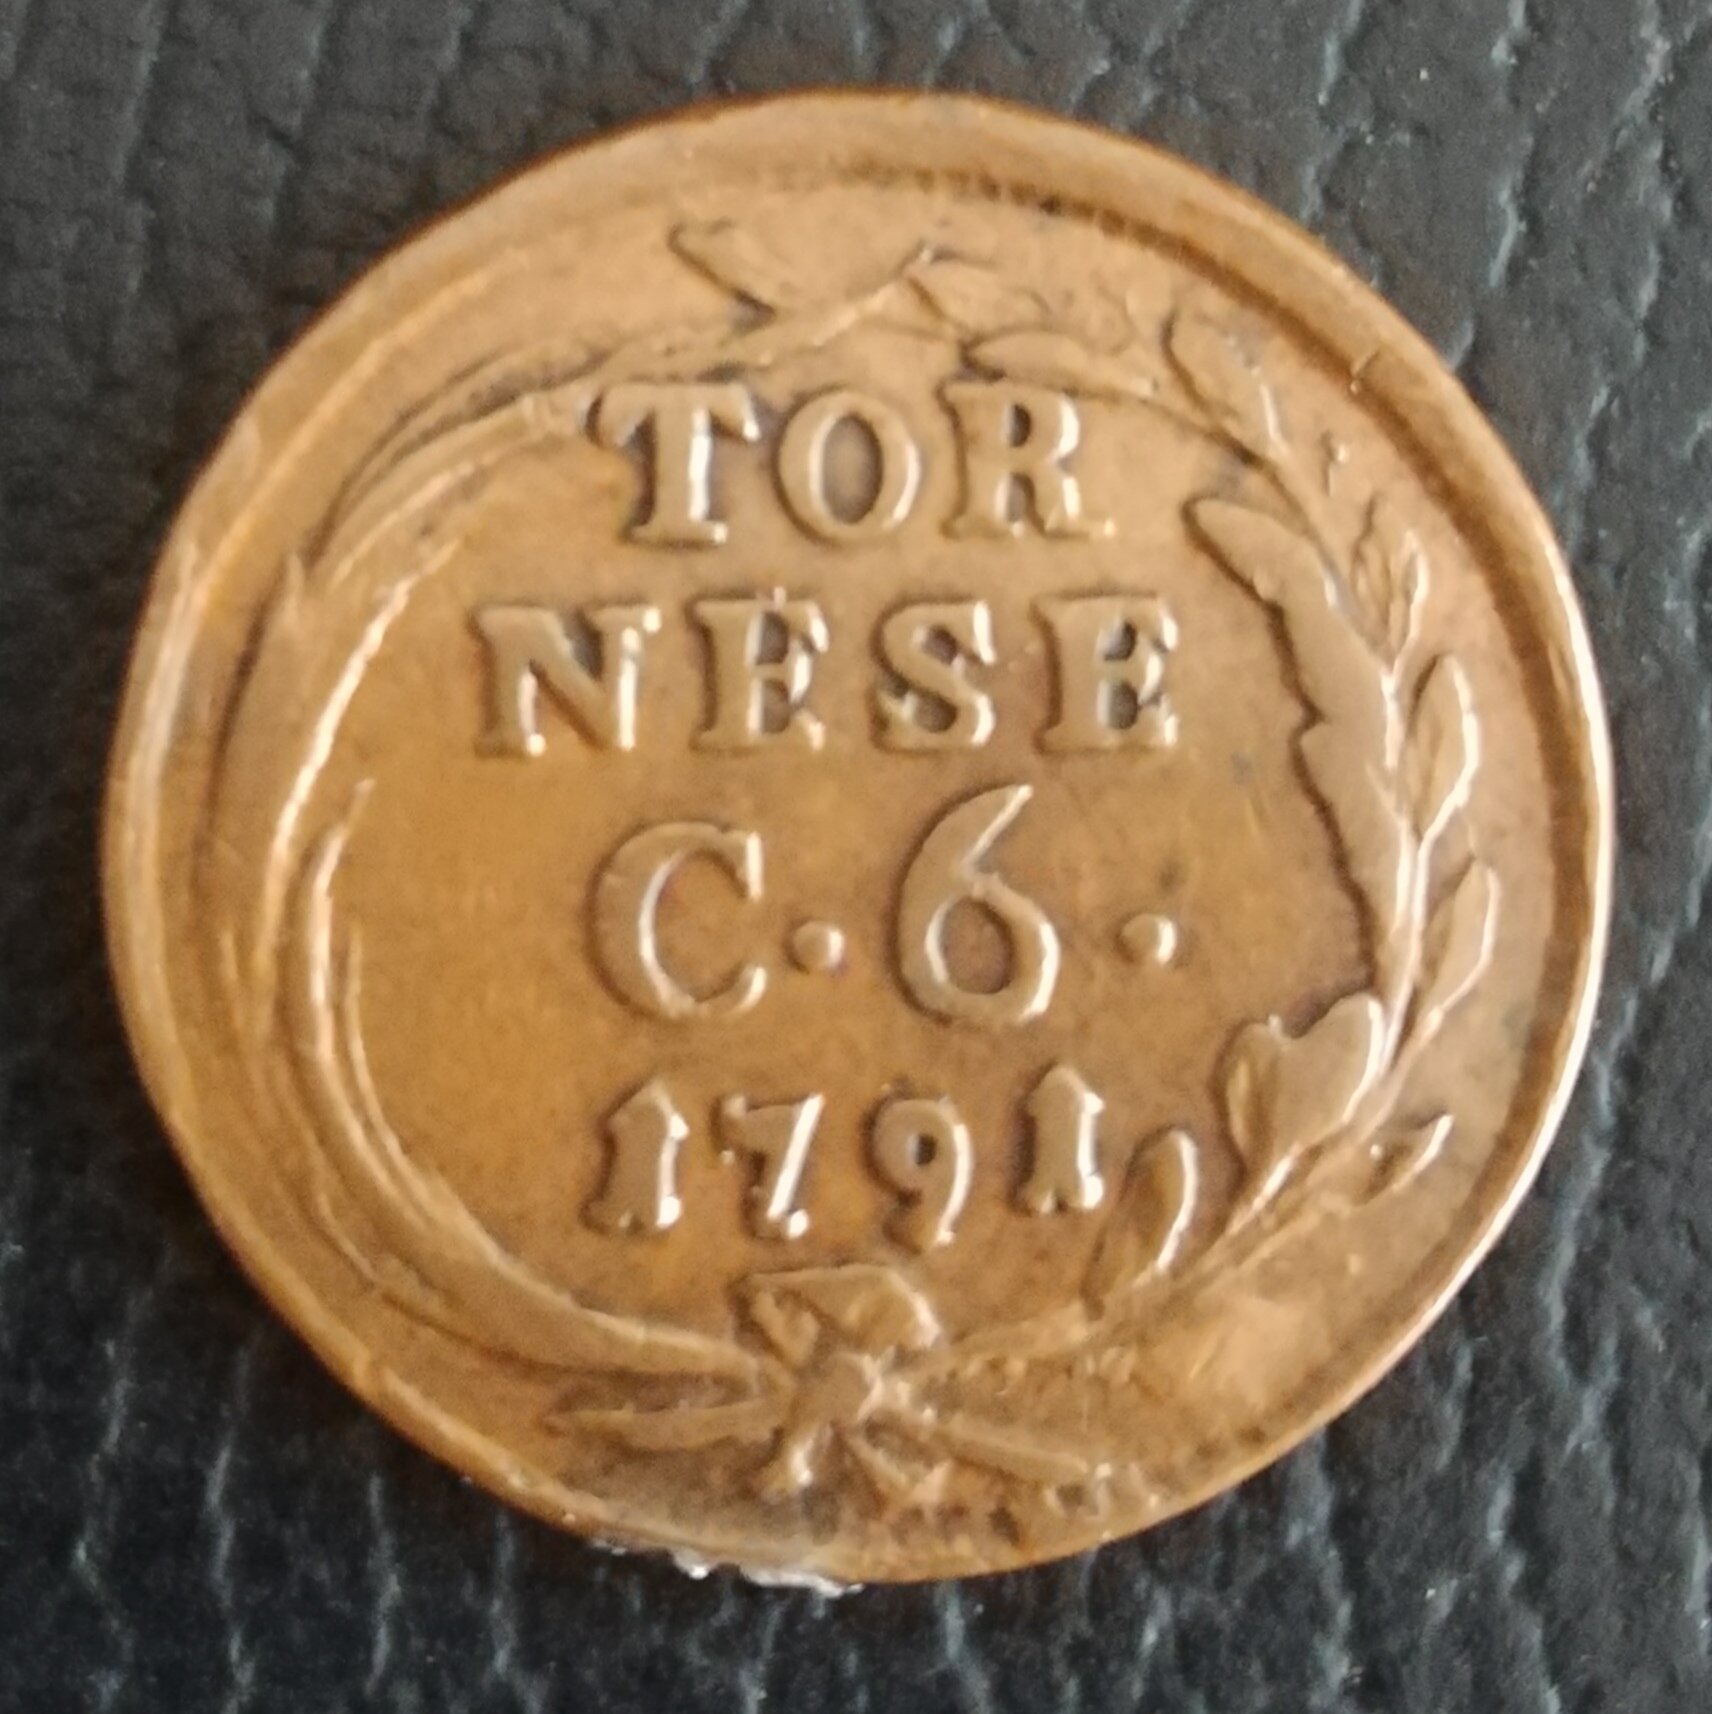 TOR
NESE
C. 6.
1791